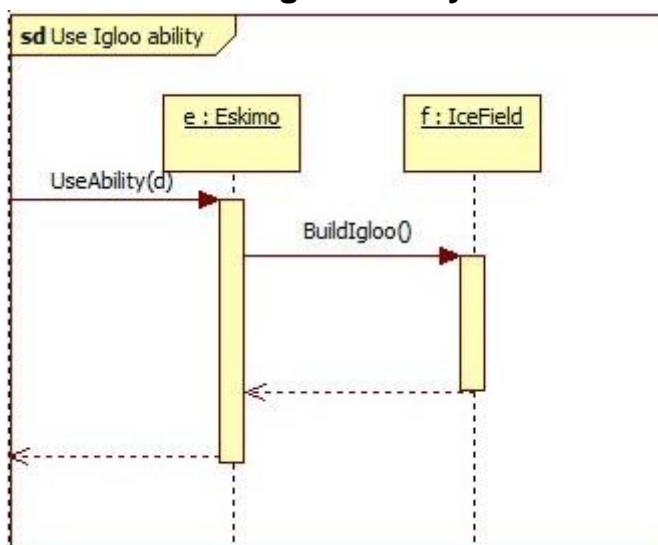 sd Use Igloo ability
e : Eskimo
f : IceField
UseAbility(d)
BuildIgloo()